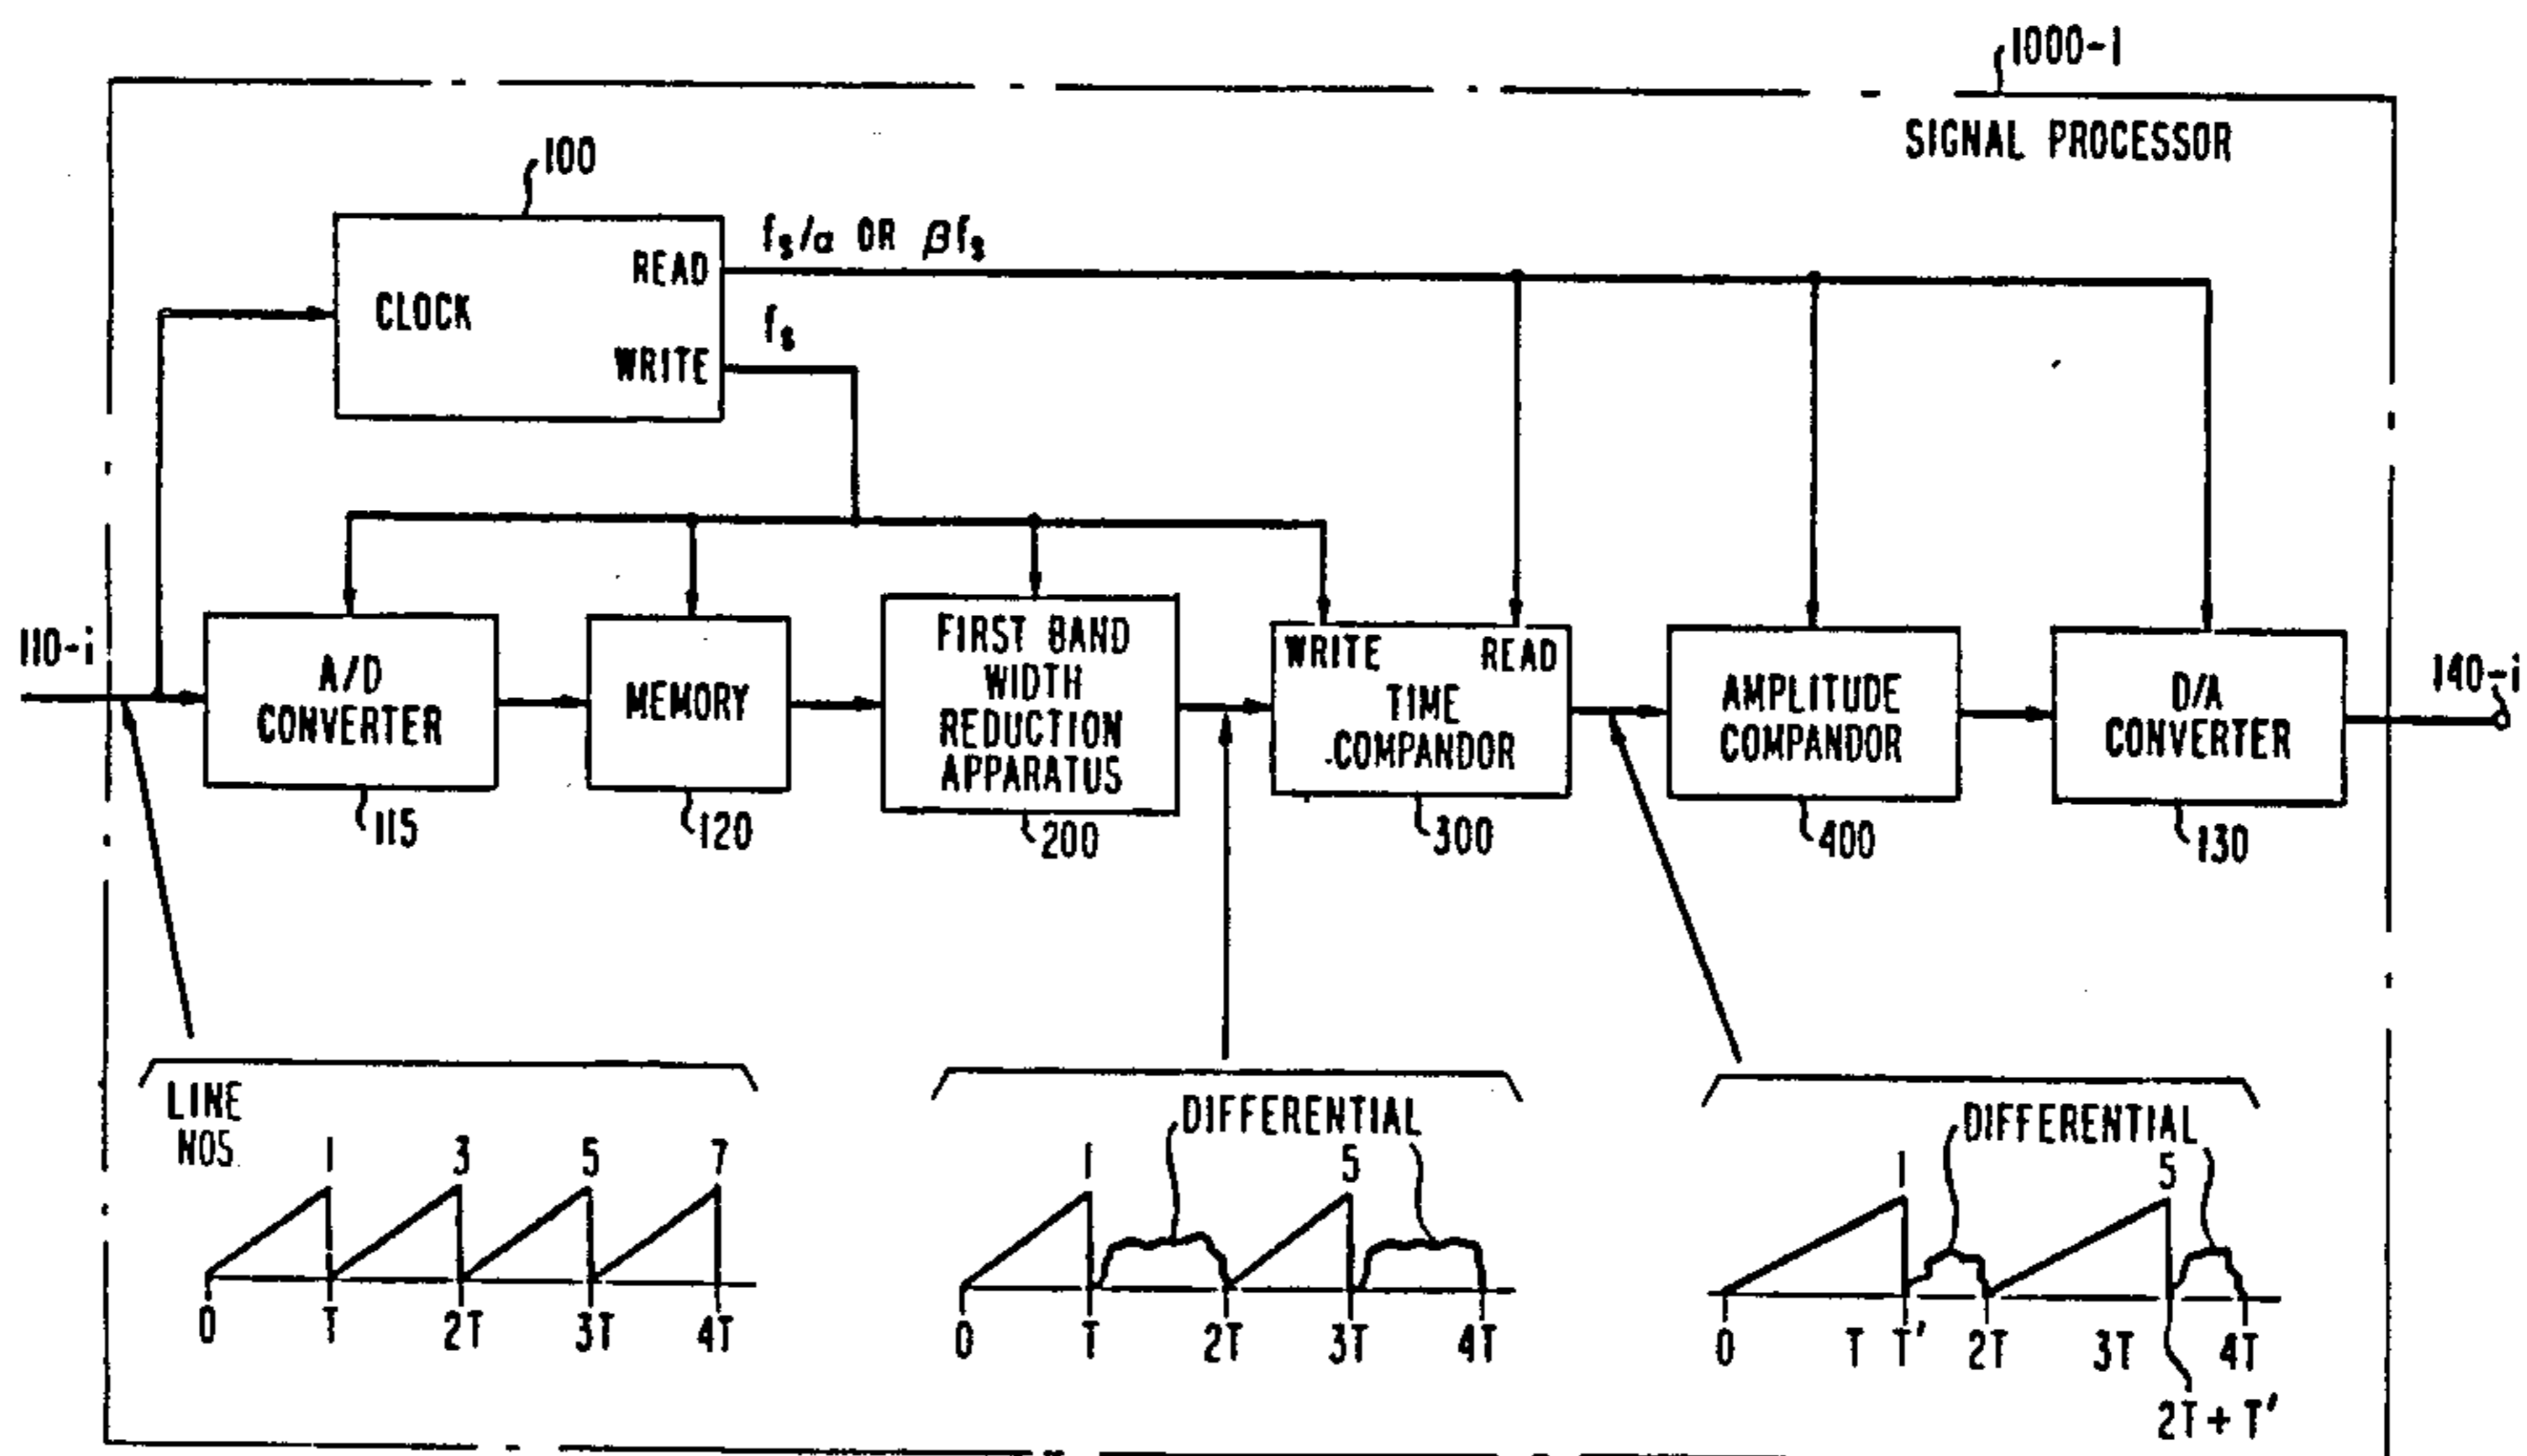 1000-1
SIGNAL PROCESSOR
100
CLOCK
READ
WRITE
fs/α OR βfs
fs
110-i
A/D
CONVERTER
115
MEMORY
120
FIRST BAND
WIDTH
REDUCTION
APPARATUS
200
WRITE READ
TIME
COMPANDOR
300
AMPLITUDE
COMPANDOR
400
D/A
CONVERTER
130
140-i
LINE
NOS.
1 3 5 7
0 T 2T 3T 4T
DIFFERENTIAL
1 5
0 T 2T 3T 4T
DIFFERENTIAL
1 5
0 T T' 2T 3T 4T
2T + T'